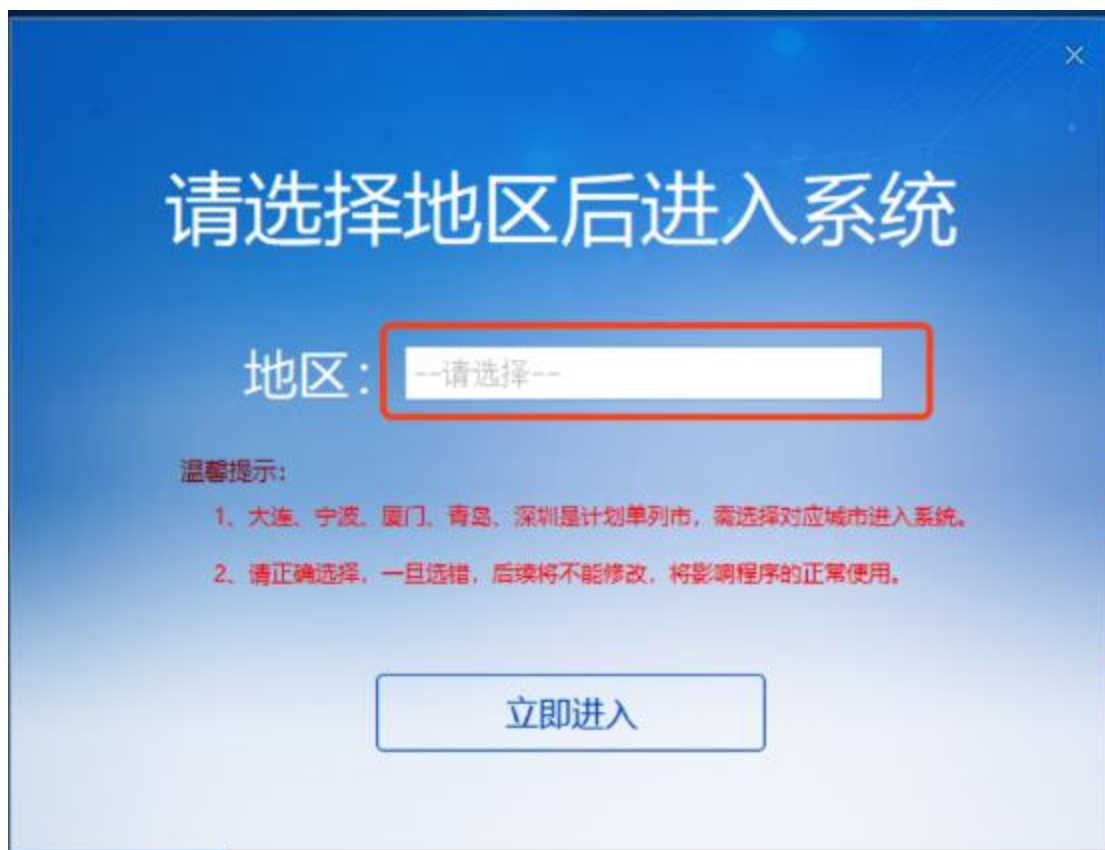 请选择地区后进入系统
地区：
--请选择--
温馨提示：
1、大连、宁波、厦门、青岛、深圳是计划单列市，需选择对应城市进入系统。
2、请正确选择，一旦选错，后续将不能修改，将影响程序的正常使用。
立即进入